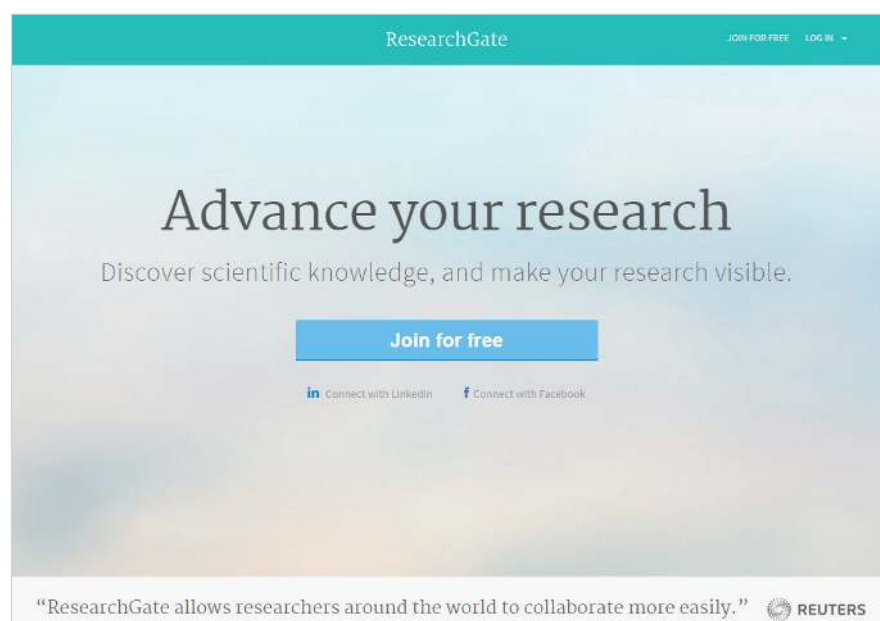 ResearchGate
JOIN FOR FREE LOG IN
Advance your research
Discover scientific knowledge, and make your research visible.
Join for free
in Connect with LinkedIn f Connect with Facebook
“ResearchGate allows researchers around the world to collaborate more easily.” REUTERS